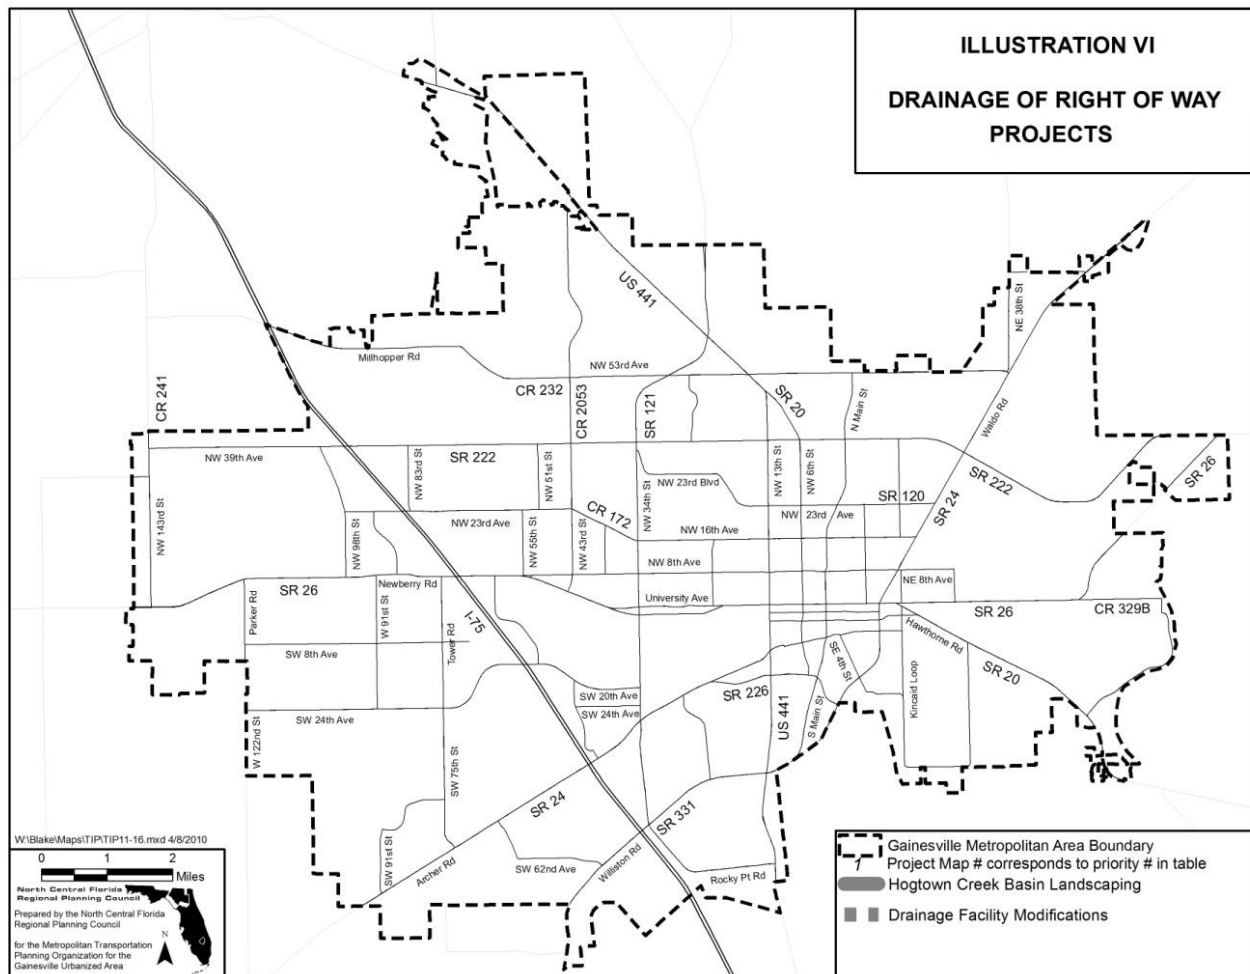 ILLUSTRATION VI
DRAINAGE OF RIGHT OF WAY
PROJECTS
US 441
NE 38th St
Millhopper Rd
NW 53rd Ave
CR 241
CR 232
CR 2053
SR 121
SR 20
N Main St
Waldo Rd
NW 39th Ave
SR 222
NW 83rd St
NW 51st St
NW 13th St
NW 6th St
SR 222
SR 26
NW 23rd Blvd
SR 120
NW 143rd St
NW 98th St
NW 23rd Ave
NW 55th St
CR 172
NW 43rd St
NW 34th St
NW 16th Ave
NW 23rd Ave
SR 24
NW 8th Ave
NE 8th Ave
SR 26
Newberry Rd
University Ave
SR 26
CR 329B
Parker Rd
W 91st St
Tower Rd
I-75
Hawthorne Rd
SW 8th Ave
SE 4th St
SR 20
Kincaid Loop
SW 20th Ave
SR 226
SW 24th Ave
SW 24th Ave
US 441
S Main St
W 122nd St
SW 75th St
SR 24
SR 331
SW 91st St
Archer Rd
SW 62nd Ave
Williston Rd
Rocky Pt Rd
W:\Blake\Maps\TIP\TIP11-16.mxd 4/8/2010
0 1 2
Miles
North Central Florida
Regional Planning Council
Prepared by the North Central Florida
Regional Planning Council
N
for the Metropolitan Transportation
Planning Organization for the
Gainesville Urbanized Area
Gainesville Metropolitan Area Boundary
1 Project Map # corresponds to priority # in table
Hogtown Creek Basin Landscaping
Drainage Facility Modifications